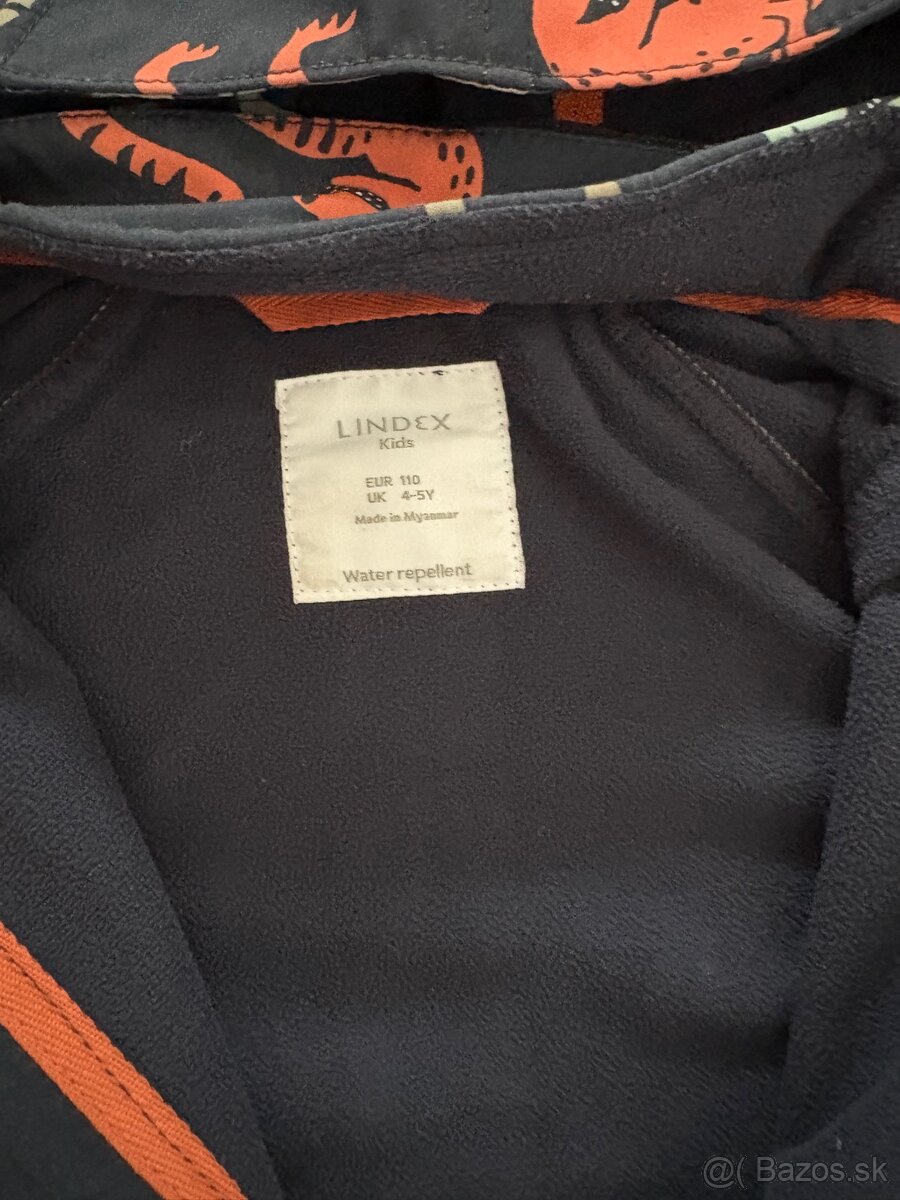 LINDEX
Kids
EUR 110
UK 4-5Y
Made in Myanmar
Water repellent
@( Bazos.sk